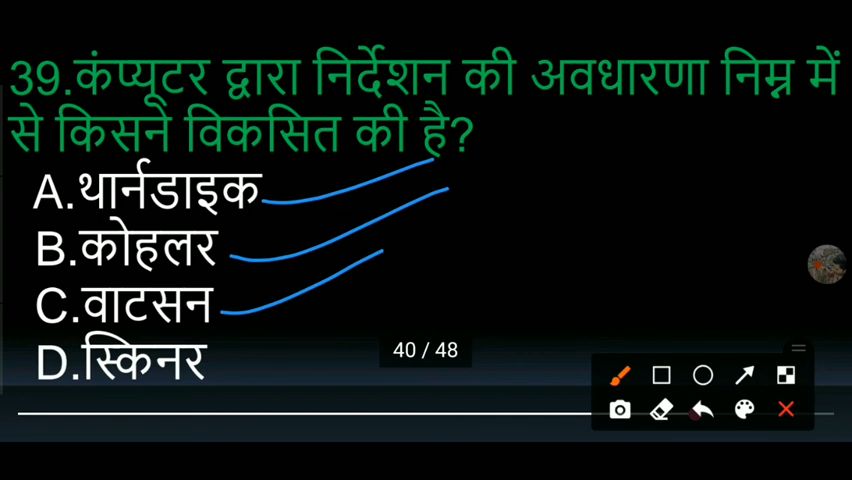 39.कंप्यूटर द्वारा निर्देशन की अवधारणा निम्न में
से किसने विकसित की है?
A.थार्नडाइक
B.कोहलर
C.वाटसन
D.स्किनर
40 / 48